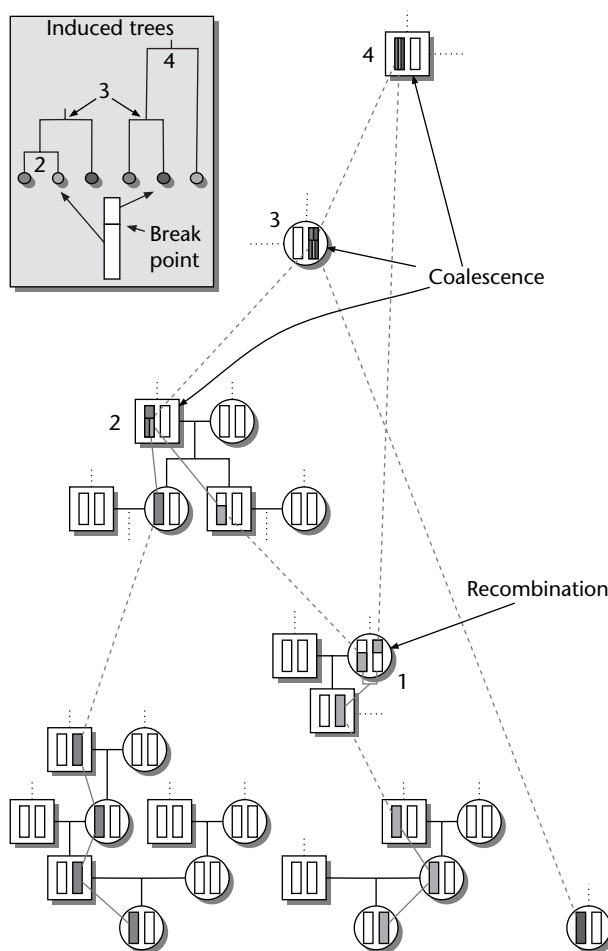 Induced trees
4
3
2
Break
point
4
3
Coalescence
2
Recombination
1